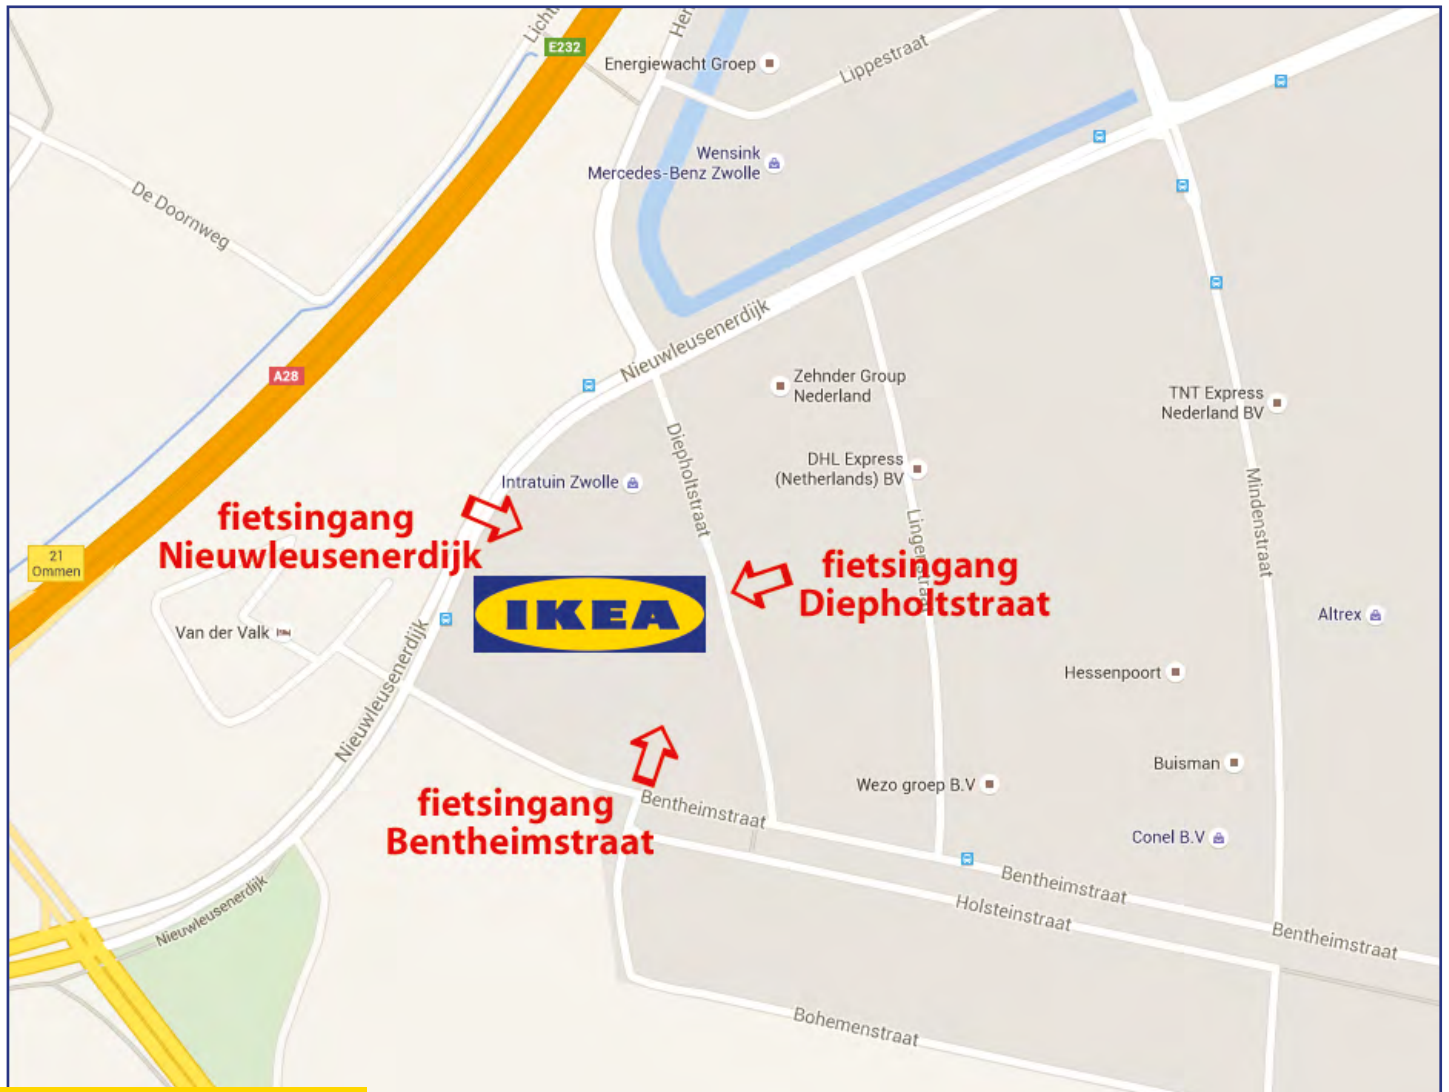 E232
Energiewacht Groep
Lippestraat
Wensink
Mercedes-Benz Zwolle
De Doornweg
Nieuwleusenerdijk
A28
Zehnder Group
Nederland
TNT Express
Nederland BV
Diepholtstraat
DHL Express
(Netherlands) BV
Intratuin Zwolle
Mindenstraat
fietsingang
Nieuwleusenerdijk
21
Ommen
fietsingang
Diepholtstraat
IKEA
Altrex
Van der Valk
Nieuwleusenerdijk
Hessenpoort
Buisman
Wezo groep B.V
fietsingang
Bentheimstraat
Bentheimstraat
Conel B.V
Bentheimstraat
Holsteinstraat
Nieuwleusenerdijk
Bentheimstraat
Bohemenstraat